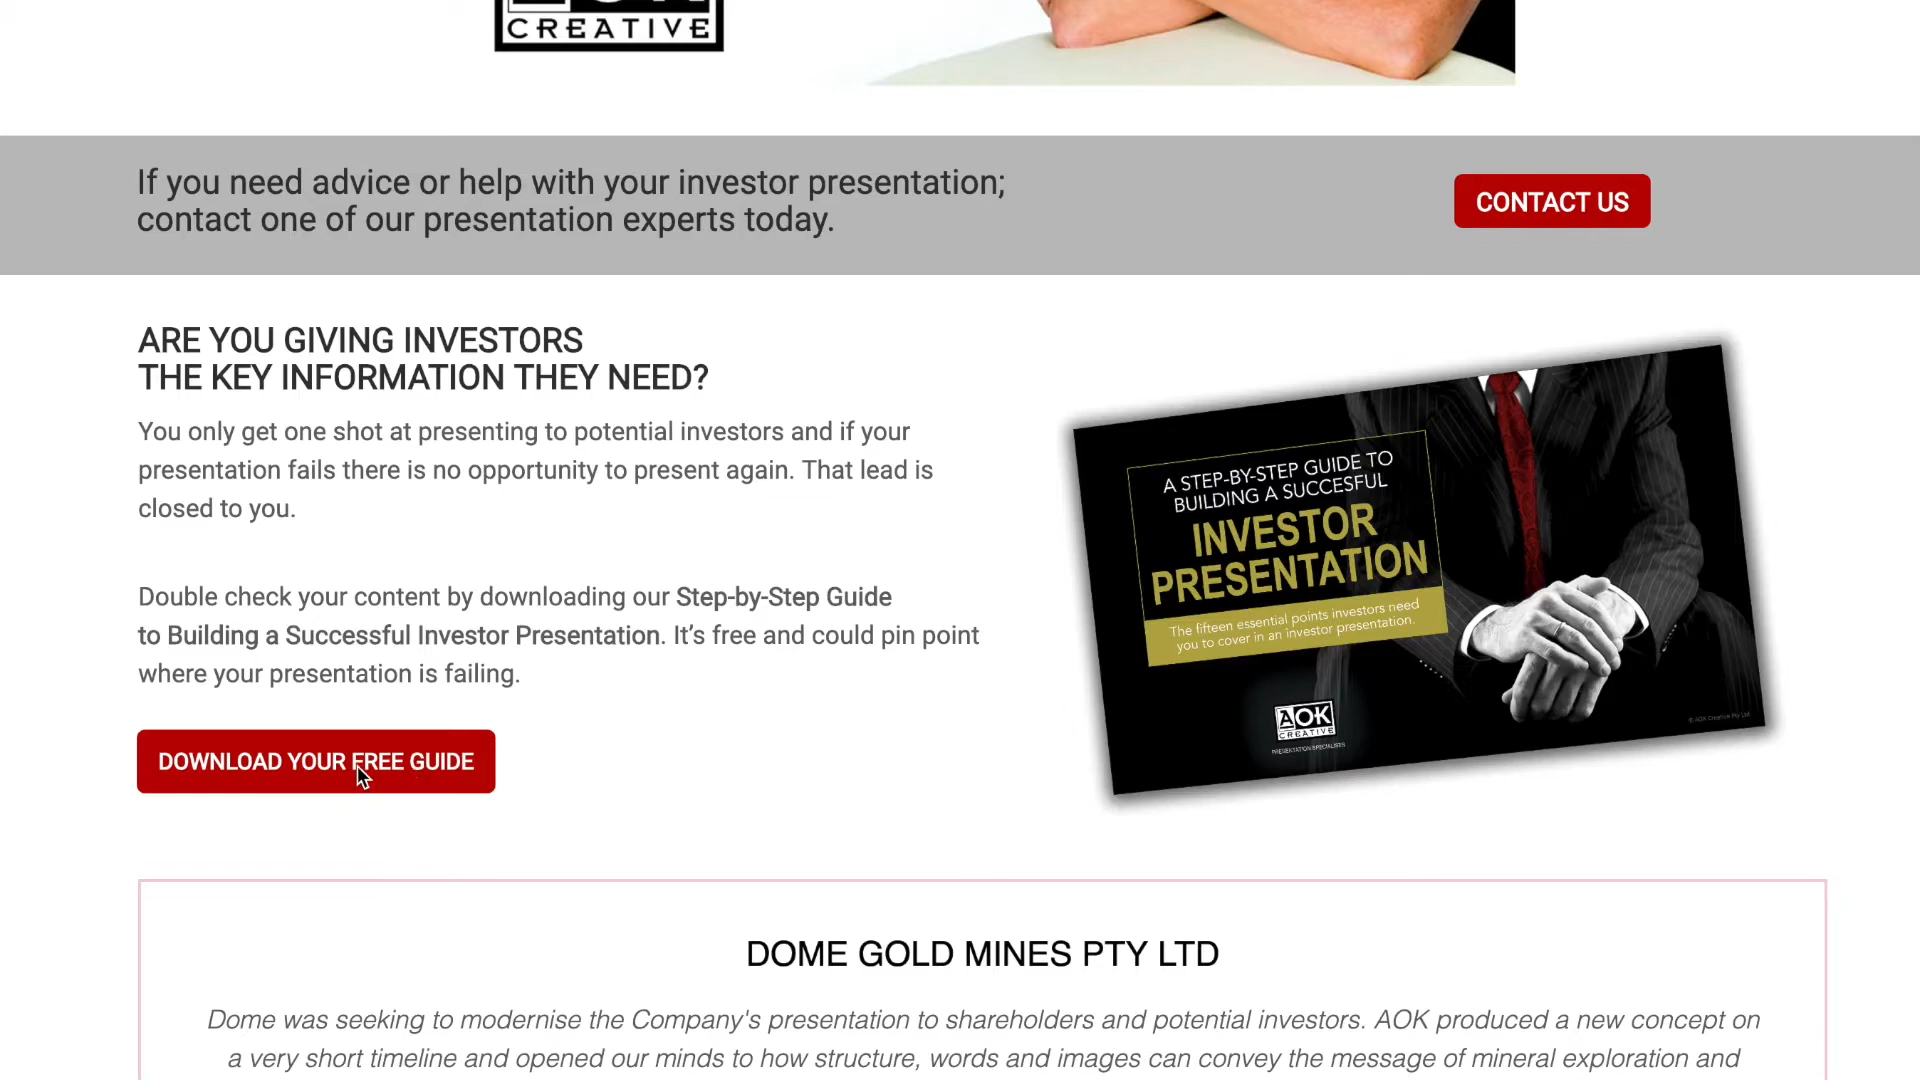 CREATIVE
If you need advice or help with your investor presentation;
contact one of our presentation experts today.
CONTACT US
ARE YOU GIVING INVESTORS
THE KEY INFORMATION THEY NEED?
You only get one shot at presenting to potential investors and if your
presentation fails there is no opportunity to present again. That lead is
closed to you.
Double check your content by downloading our Step-by-Step Guide
to Building a Successful Investor Presentation. It’s free and could pin point
where your presentation is failing.
DOWNLOAD YOUR FREE GUIDE
A STEP-BY-STEP GUIDE TO
BUILDING A SUCCESFUL
INVESTOR
PRESENTATION
The fifteen essential points investors need
you to cover in an investor presentation.
AOK
CREATIVE
PRESENTATION SPECIALISTS
© AOK Creative Pty Ltd
DOME GOLD MINES PTY LTD
Dome was seeking to modernise the Company's presentation to shareholders and potential investors. AOK produced a new concept on
a very short timeline and opened our minds to how structure, words and images can convey the message of mineral exploration and